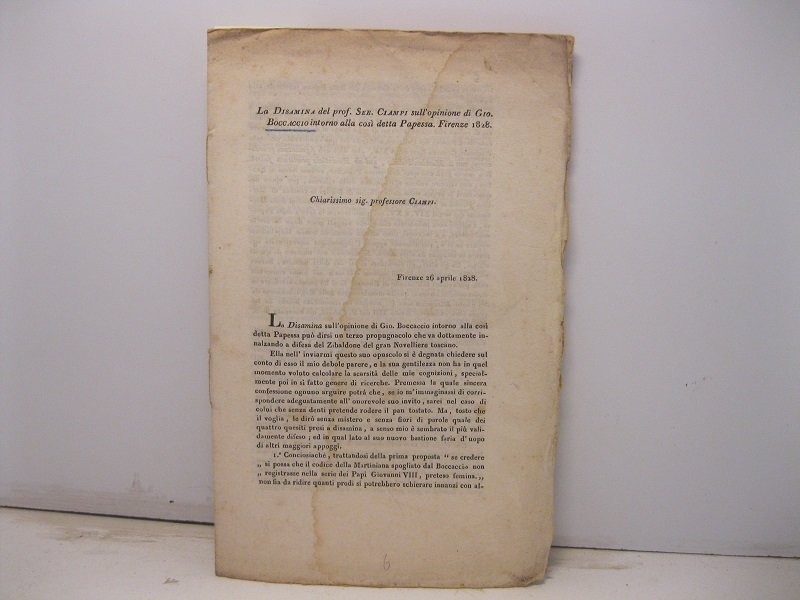 La DISAMINA del prof. SEB. CIAMPI sull'opinione di GIO.
BOCCACCIO intorno alla così detta Papessa. Firenze 1828.
Chiarissimo sig. professore CIAMPI.
Firenze 26 aprile 1828.
La Disamina sull'opinione di Gio. Boccaccio intorno alla così
detta Papessa può dirsi un terzo propugnacolo che va dottamente in-
nalzando a difesa del Zibaldone del gran Novelliere toscano.
Ella nell' inviarmi questo suo opuscolo si è degnata chiedere sul
conto di esso il mio debole parere, e la sua gentilezza non ha in quel
momento voluto calcolare la scarsità delle mie cognizioni, special-
mente poi in si fatto genere di ricerche. Premessa la quale sincera
confessione ognuno arguire potrà che, se io m'immaginassi di corri-
spondere adeguatamente all'onorevole suo invito, sarei nel caso di
colui che senza denti pretende rodere il pan tostato. Ma, tosto che
il voglia, le dirò senza mistero e senza fiori di parole quale dei
quattro quesiti presi a disamina, a senso mio è sembrato il più vali-
damente difeso; ed in qual lato al suo nuovo bastione faria d'uopo
di altri maggiori appoggi.
1.° Conciosiachè, trattandosi della prima proposta " se credere
„ si possa che il codice della Martiniana spogliato dal Boccaccio non
„ registrasse nella serie dei Papi Giovanni VIII, preteso femina. „
non fia da ridire quanti prodi si potrebbero schierare innanzi con al-
6